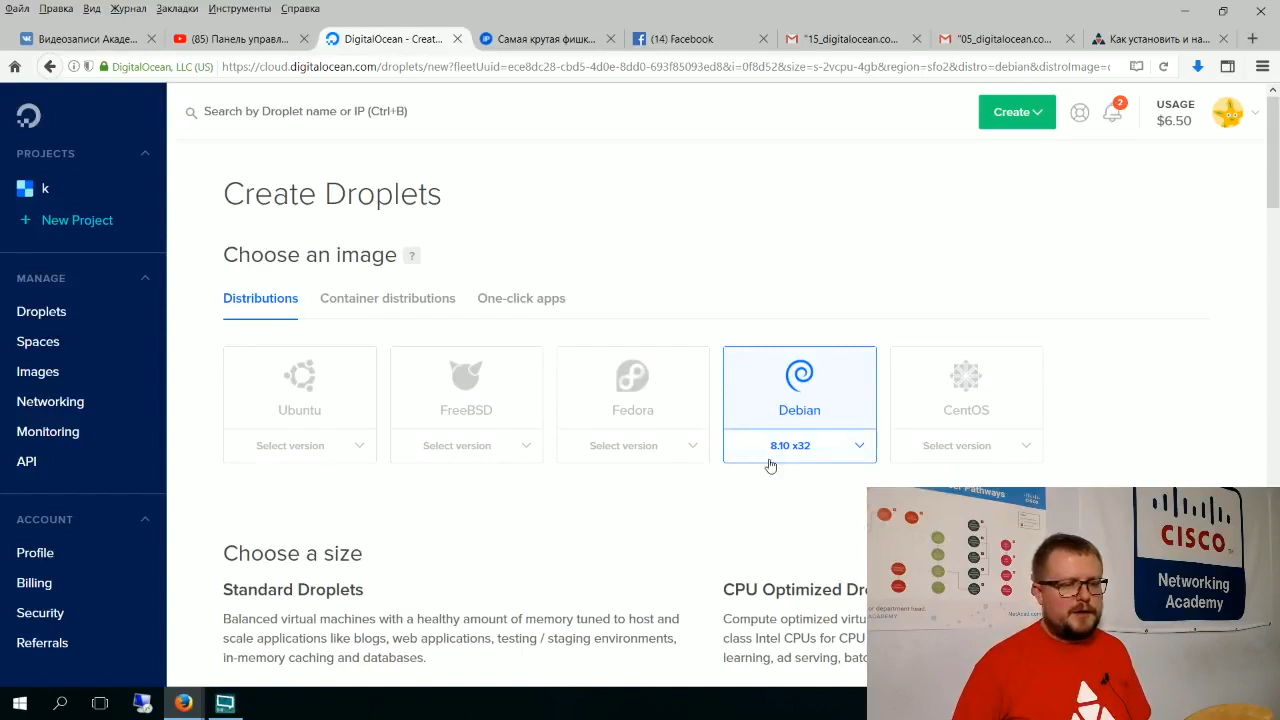 Файл Правка Вид Журнал Закладки Инструменты Справка
Видеозаписи Акаде... (85) Панель управл... DigitalOcean - Creat... Самая крутая фишк... (14) Facebook "15_digitalocean.co... "05_digitalocean.co... Как установить и на...
DigitalOcean, LLC (US) https://cloud.digitalocean.com/droplets/new?fleetUuid=ece8dc28-cbd5-4d0e-8dd0-693f85093ed8&i=0f8d52&size=s-2vcpu-4gb&region=sfo2&distro=debian&distroImage=c
Search by Droplet name or IP (Ctrl+B)
Create
2
USAGE
$6.50
PROJECTS
k
+ New Project
MANAGE
Droplets
Spaces
Images
Networking
Monitoring
API
ACCOUNT
Profile
Billing
Security
Referrals
Create Droplets
Choose an image ?
Distributions Container distributions One-click apps
Ubuntu FreeBSD Fedora Debian CentOS
Select version Select version Select version 8.10 x32 Select version
Choose a size
Standard Droplets
Balanced virtual machines with a healthy amount of memory tuned to host and
scale applications like blogs, web applications, testing / staging environments,
in-memory caching and databases.
CPU Optimized Dr
Compute optimized virtu
class Intel CPUs for CPU
learning, ad serving, batc
Pathways
cisco
or department head.
ACADEMY
NetAcad.com
CISCO
Networking
Academy